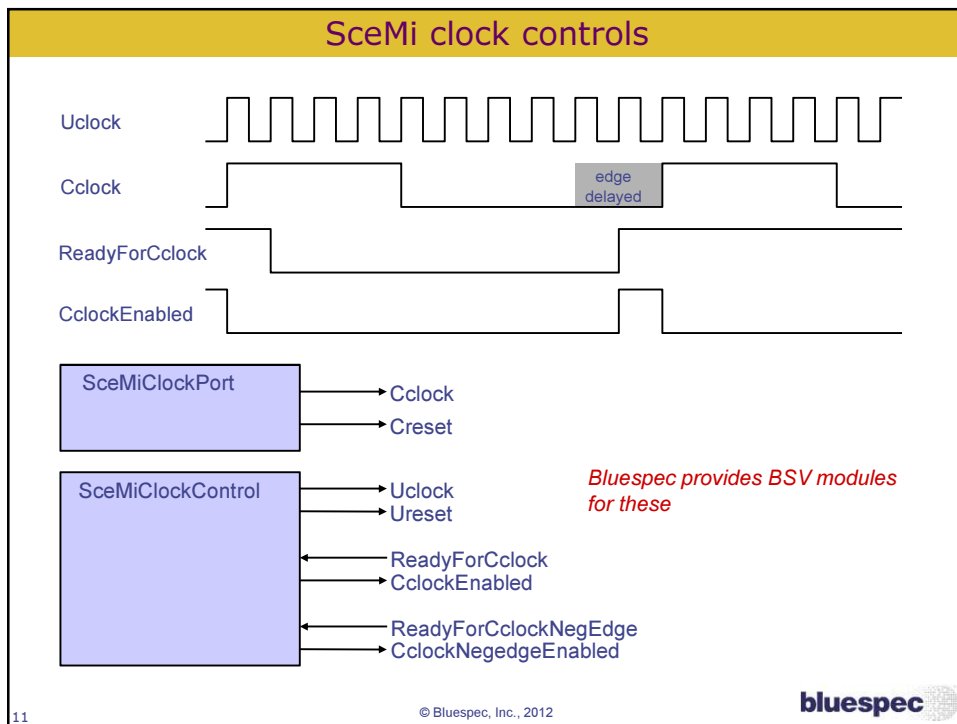 SceMi clock controls
Uclock
Cclock
edge
delayed
ReadyForCclock
CclockEnabled
SceMiClockPort
Cclock
Creset
SceMiClockControl
Uclock
Ureset
Bluespec provides BSV modules
for these
ReadyForCclock
CclockEnabled
ReadyForCclockNegEdge
CclockNegedgeEnabled
11
© Bluespec, Inc., 2012
bluespec